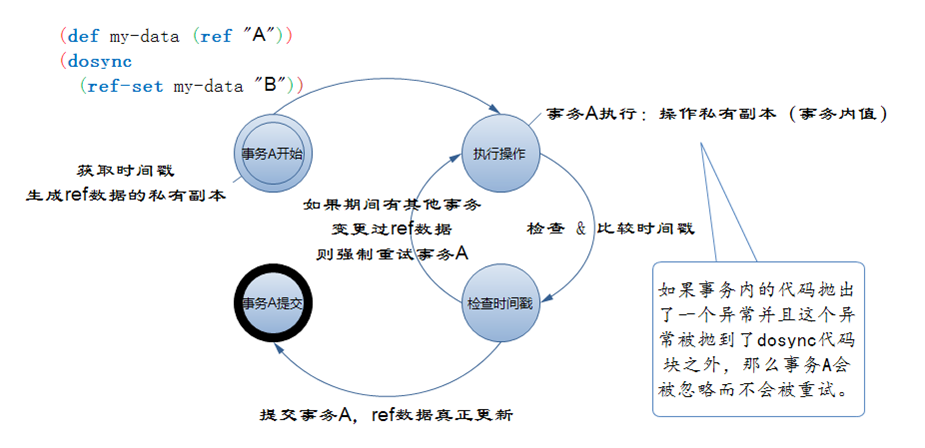 (def my-data (ref "A"))
(dosync
(ref-set my-data "B"))
事务A开始
执行操作
事务A执行：操作私有副本（事务内值）
获取时间戳
生成ref数据的私有副本
如果期间有其他事务
变更过ref数据
则强制重试事务A
检查 & 比较时间戳
事务A提交
检查时间戳
如果事务内的代码抛出
了一个异常并且这个异
常被抛到了dosync代码
块之外，那么事务A会
被忽略而不会被重试。
提交事务A，ref数据真正更新